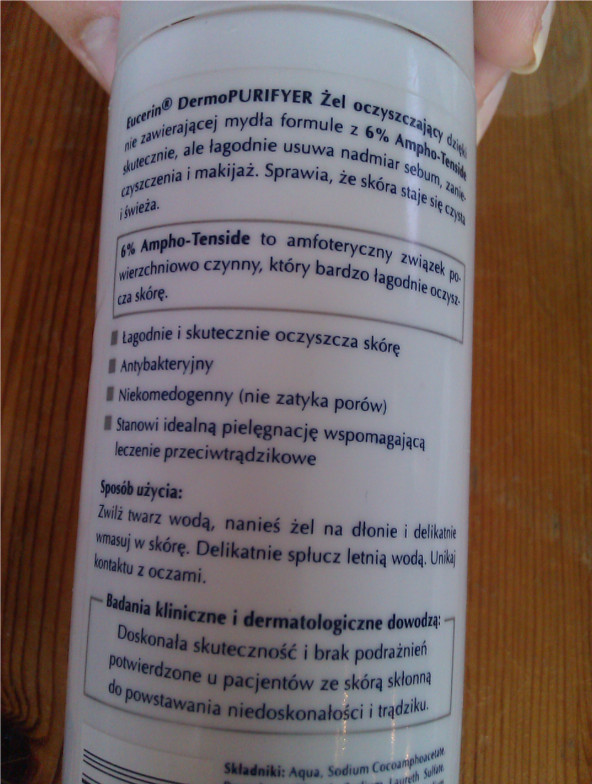 Eucerin® DermoPURIFYER Żel oczyszczający dzięki
nie zawierającej mydła formule z 6% Ampho-Tenside
skutecznie, ale łagodnie usuwa nadmiar sebum, zanie-
czyszczenia i makijaż. Sprawia, że skóra staje się czysta
i świeża.
6% Ampho-Tenside to amfoteryczny związek po-
wierzchniowo czynny, który bardzo łagodnie oczysz-
cza skórę.
Łagodnie i skutecznie oczyszcza skórę
Antybakteryjny
Niekomedogenny (nie zatyka porów)
Stanowi idealną pielęgnację wspomagającą
leczenie przeciwtrądzikowe
Sposób użycia:
Zwilż twarz wodą, nanieś żel na dłonie i delikatnie
wmasuj w skórę. Delikatnie spłucz letnią wodą. Unikaj
kontaktu z oczami.
Badania kliniczne i dermatologiczne dowodzą:
Doskonała skuteczność i brak podrażnień
potwierdzone u pacjentów ze skórą skłonną
do powstawania niedoskonałości i trądziku.
Składniki: Aqua, Sodium Cocoamphoacetate,
Laureth Sulfate,